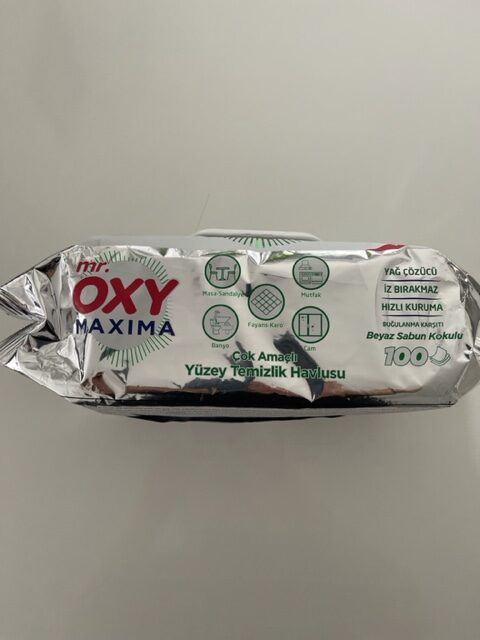 mr.
OXY
MAXIMA
Masa-Sandalye
Mutfak
Fayans-Karo
Banyo
Cam
Çok Amaçlı
Yüzey Temizlik Havlusu
YAĞ ÇÖZÜCÜ
İZ BIRAKMAZ
HIZLI KURUMA
BUĞULANMA KARŞITI
Beyaz Sabun Kokulu
100